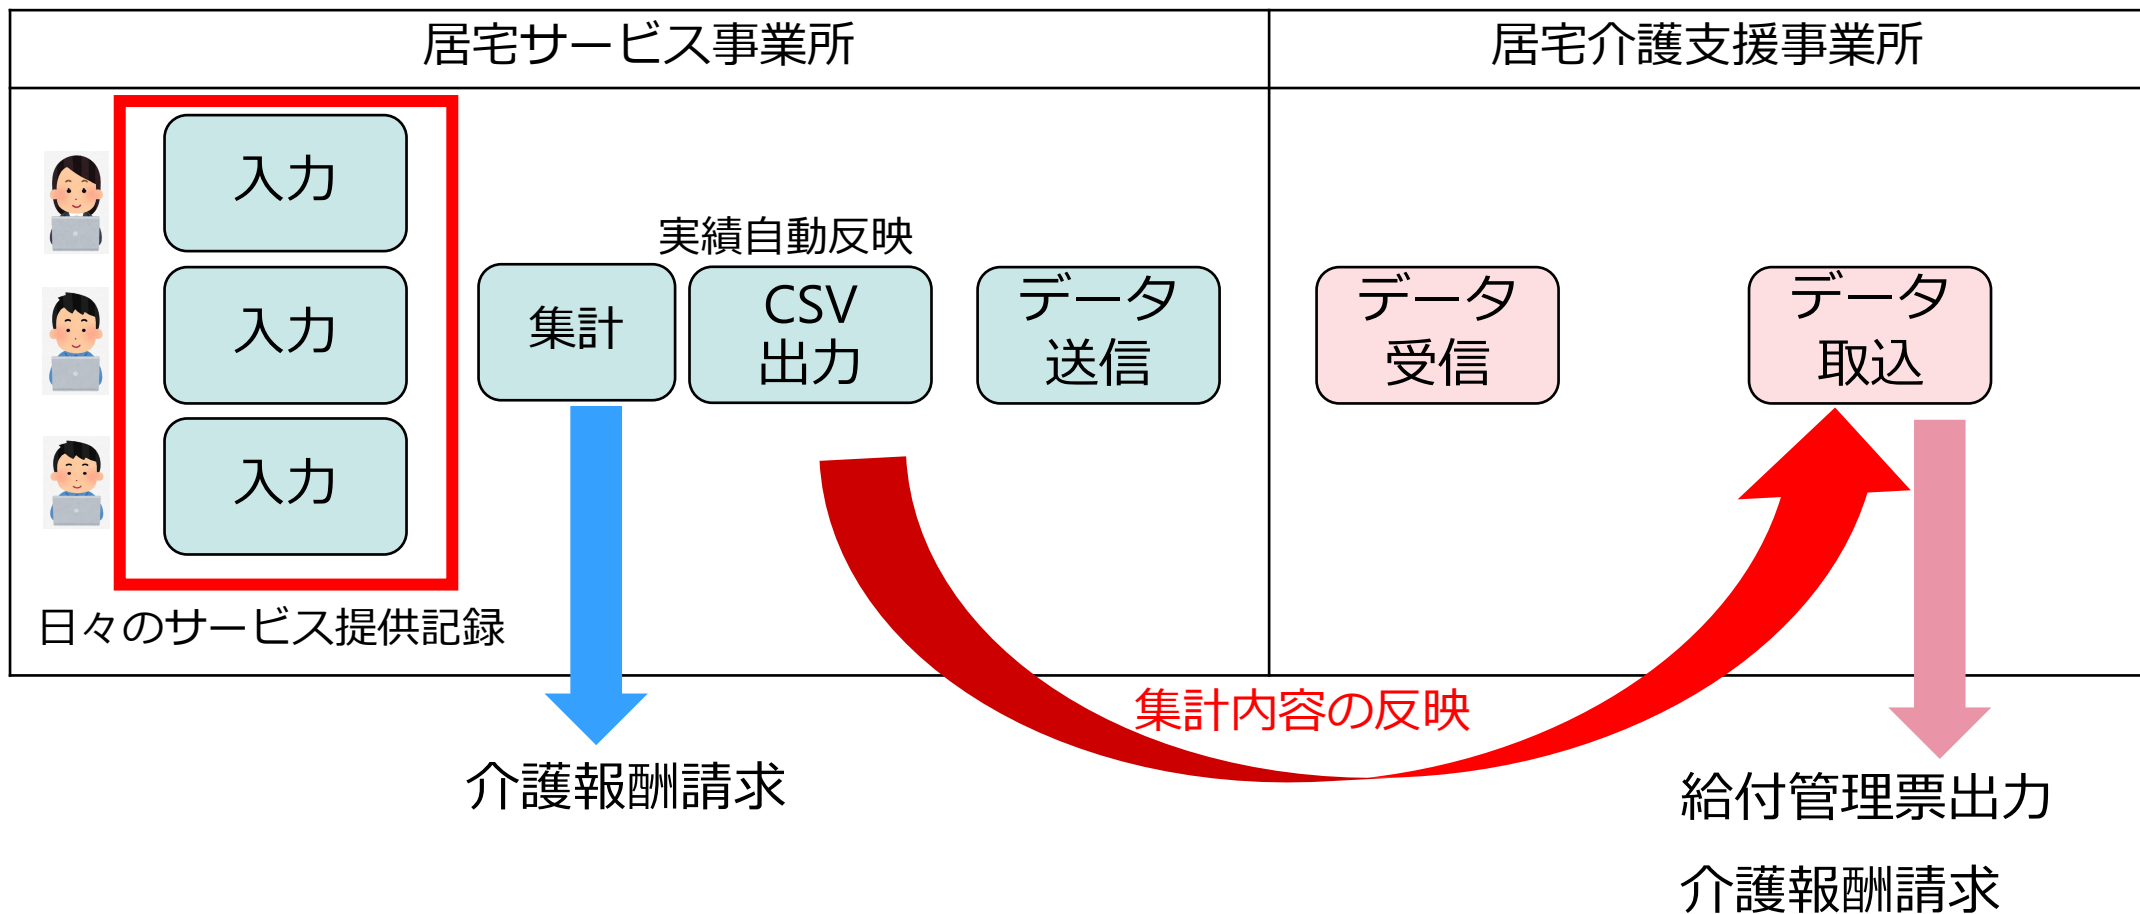 居宅サービス事業所
居宅介護支援事業所
入力
入力
入力
日々のサービス提供記録
集計
実績自動反映
CSV
出力
データ
送信
データ
受信
データ
取込
集計内容の反映
介護報酬請求
給付管理票出力
介護報酬請求